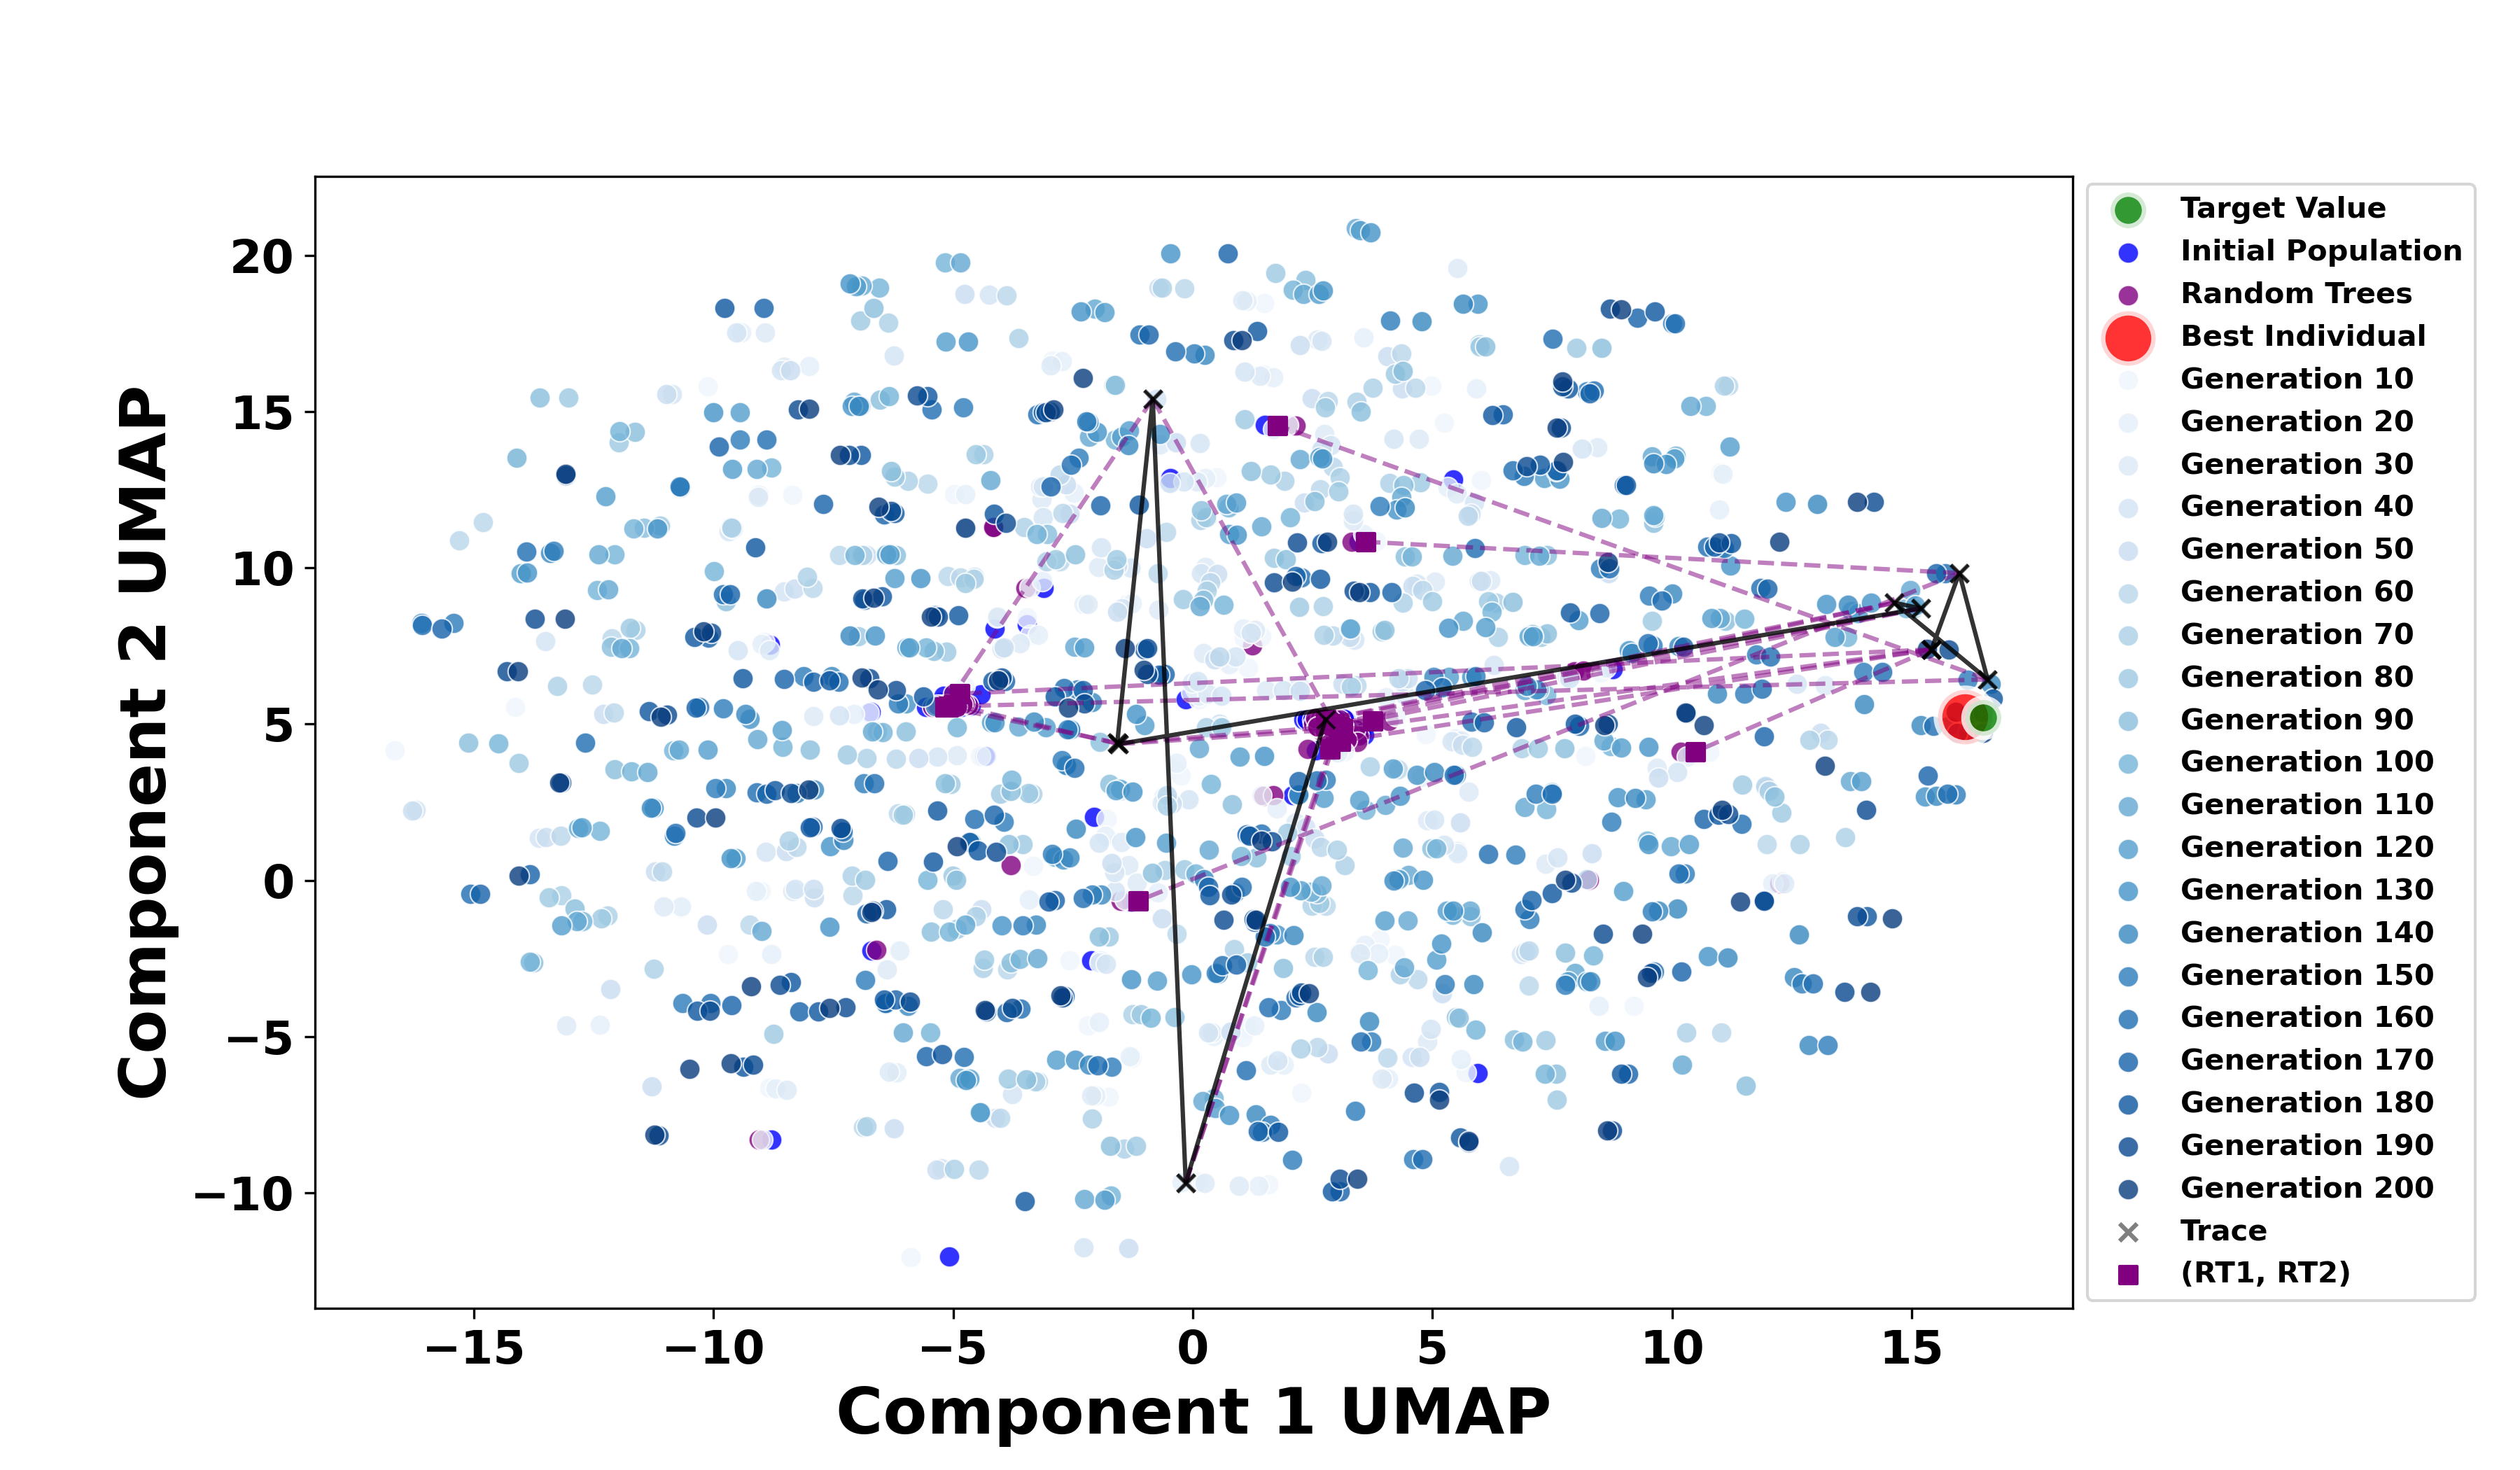 20
15
10
5
0
−5
−10
Component 2 UMAP
−15
−10
−5
0
5
10
15
Component 1 UMAP
Target Value
Initial Population
Random Trees
Best Individual
Generation 10
Generation 20
Generation 30
Generation 40
Generation 50
Generation 60
Generation 70
Generation 80
Generation 90
Generation 100
Generation 110
Generation 120
Generation 130
Generation 140
Generation 150
Generation 160
Generation 170
Generation 180
Generation 190
Generation 200
Trace
(RT1, RT2)